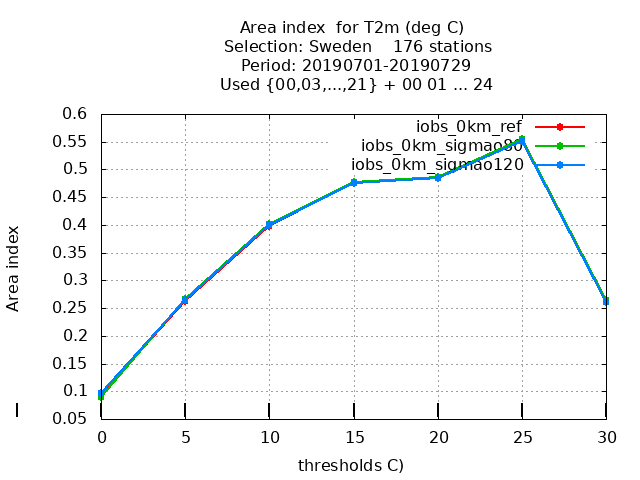 Area index  for T2m (deg C)
Selection: Sweden    176 stations
Period: 20190701-20190729
Used {00,03,...,21} + 00 01 ... 24
iobs_0km_ref
iobs_0km_sigmao80
iobs_0km_sigmao120
0.6
0.55
0.5
0.45
0.4
0.35
0.3
0.25
0.2
0.15
0.1
0.05
Area index
0 5 10 15 20 25 30
thresholds C)